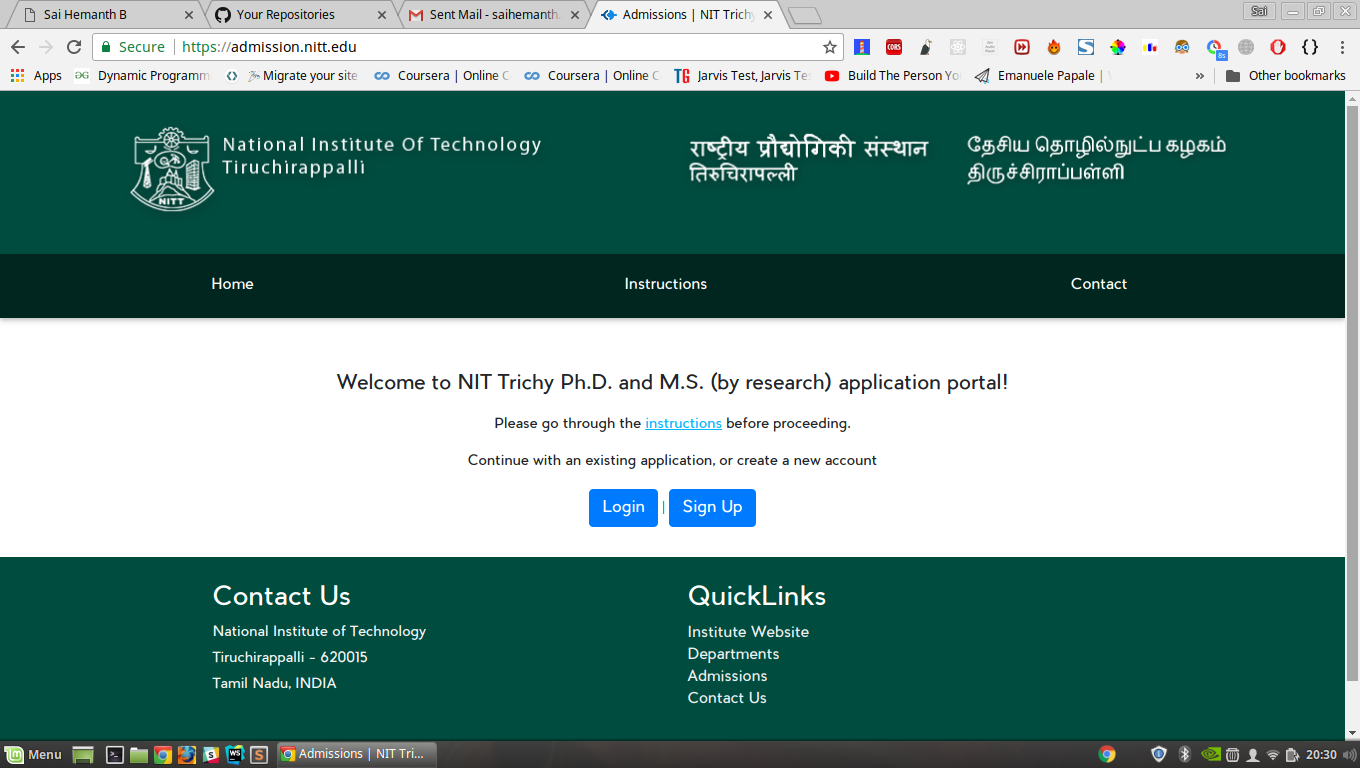 Sai Hemanth B
Your Repositories
Sent Mail - saihemanth.
Admissions | NIT Trichy
Sai
Secure
https://admission.nitt.edu
CORS
8s
Apps
Dynamic Programm
Migrate your site
Coursera | Online C
Coursera | Online C
TG
Jarvis Test, Jarvis Te
Build The Person Yo
Emanuele Papale |
»
Other bookmarks
NITT
National Institute Of Technology
Tiruchirappalli
राष्ट्रीय प्रौद्योगिकी संस्थान
தேசிய தொழில்நுட்ப கழகம்
திருச்சிராப்பள்ளி
Home
Instructions
Contact
Welcome to NIT Trichy Ph.D. and M.S. (by research) application portal!
Please go through the instructions before proceeding.
Continue with an existing application, or create a new account
Login | Sign Up
Contact Us
National Institute of Technology
Tiruchirappalli - 620015
Tamil Nadu, INDIA
QuickLinks
Institute Website
Departments
Admissions
Contact Us
Menu
WS
S
Admissions | NIT Tri...
20:30